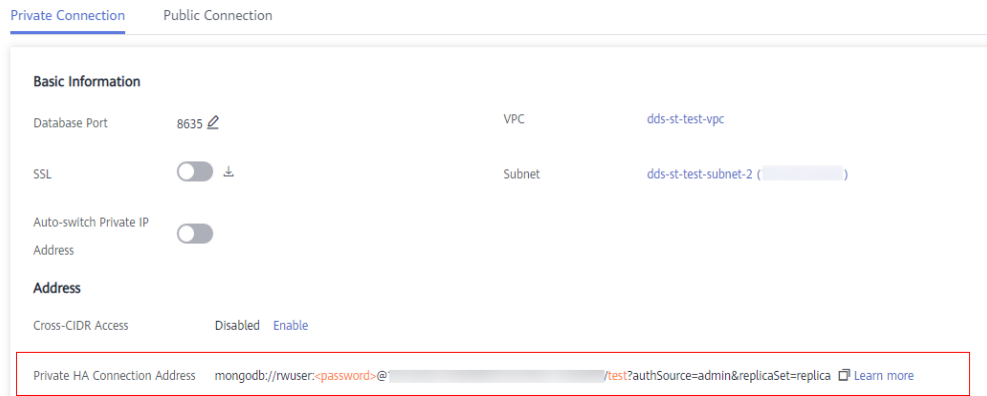 Private Connection Public Connection
Basic Information
Database Port 8635 VPC dds-st-test-vpc
SSL Subnet dds-st-test-subnet-2 ( )
Auto-switch Private IP
Address
Address
Cross-CIDR Access Disabled Enable
Private HA Connection Address mongodb://rwuser:<password>@ /test?authSource=admin&replicaSet=replica Learn more